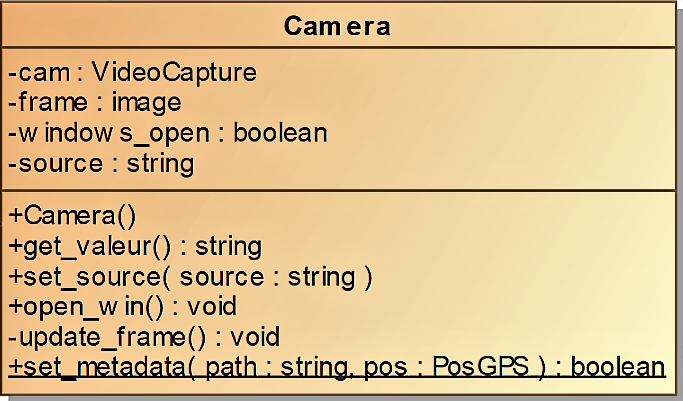 Camera
-cam : VideoCapture
-frame : image
-windows_open : boolean
-source : string
+Camera()
+get_valeur() : string
+set_source( source : string )
+open_win() : void
-update_frame() : void
+set_metadata( path : string, pos : PosGPS ) : boolean